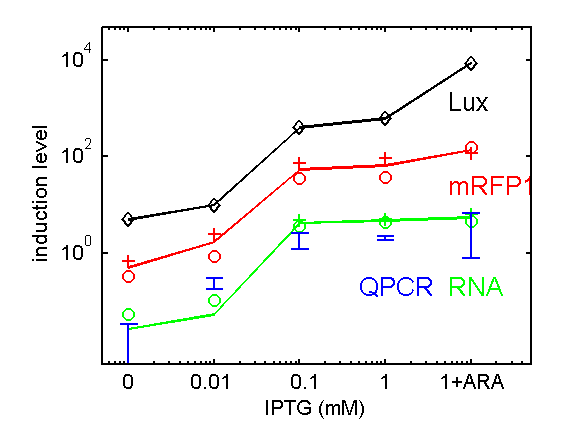 10^4
Lux
10^2
mRFP1
10^0
QPCR RNA
induction level
0 0.01 0.1 1 1+ARA
IPTG (mM)